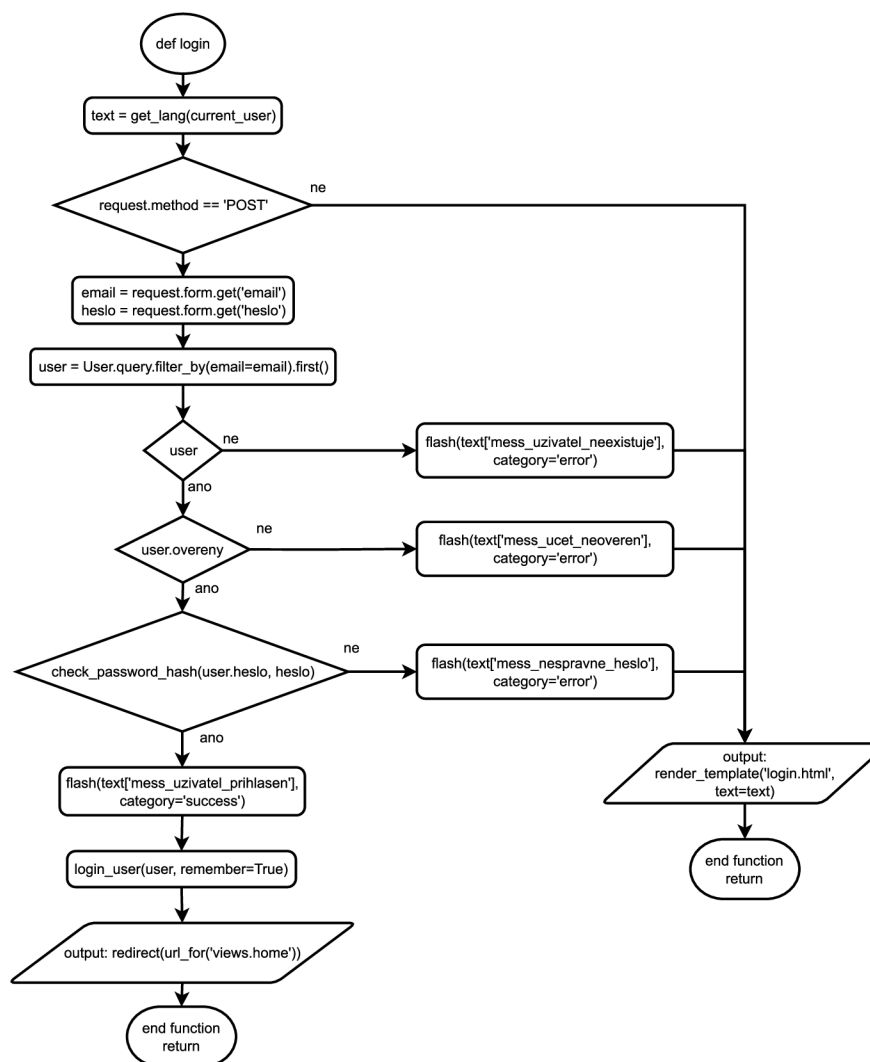 def login
text = get_lang(current_user)
ne
request.method == 'POST'
email = request.form.get('email')
heslo = request.form.get('heslo')
user = User.query.filter_by(email=email).first()
user
ne
flash(text['mess_uzivatel_neexistuje'],
category='error')
ano
user.overeny
ne
flash(text['mess_ucet_neoveren'],
category='error')
ano
check_password_hash(user.heslo, heslo)
ne
flash(text['mess_nespravne_heslo'],
category='error')
ano
flash(text['mess_uzivatel_prihlasen'],
category='success')
output:
render_template('login.html',
text=text)
login_user(user, remember=True)
end function
return
output: redirect(url_for('views.home'))
end function
return